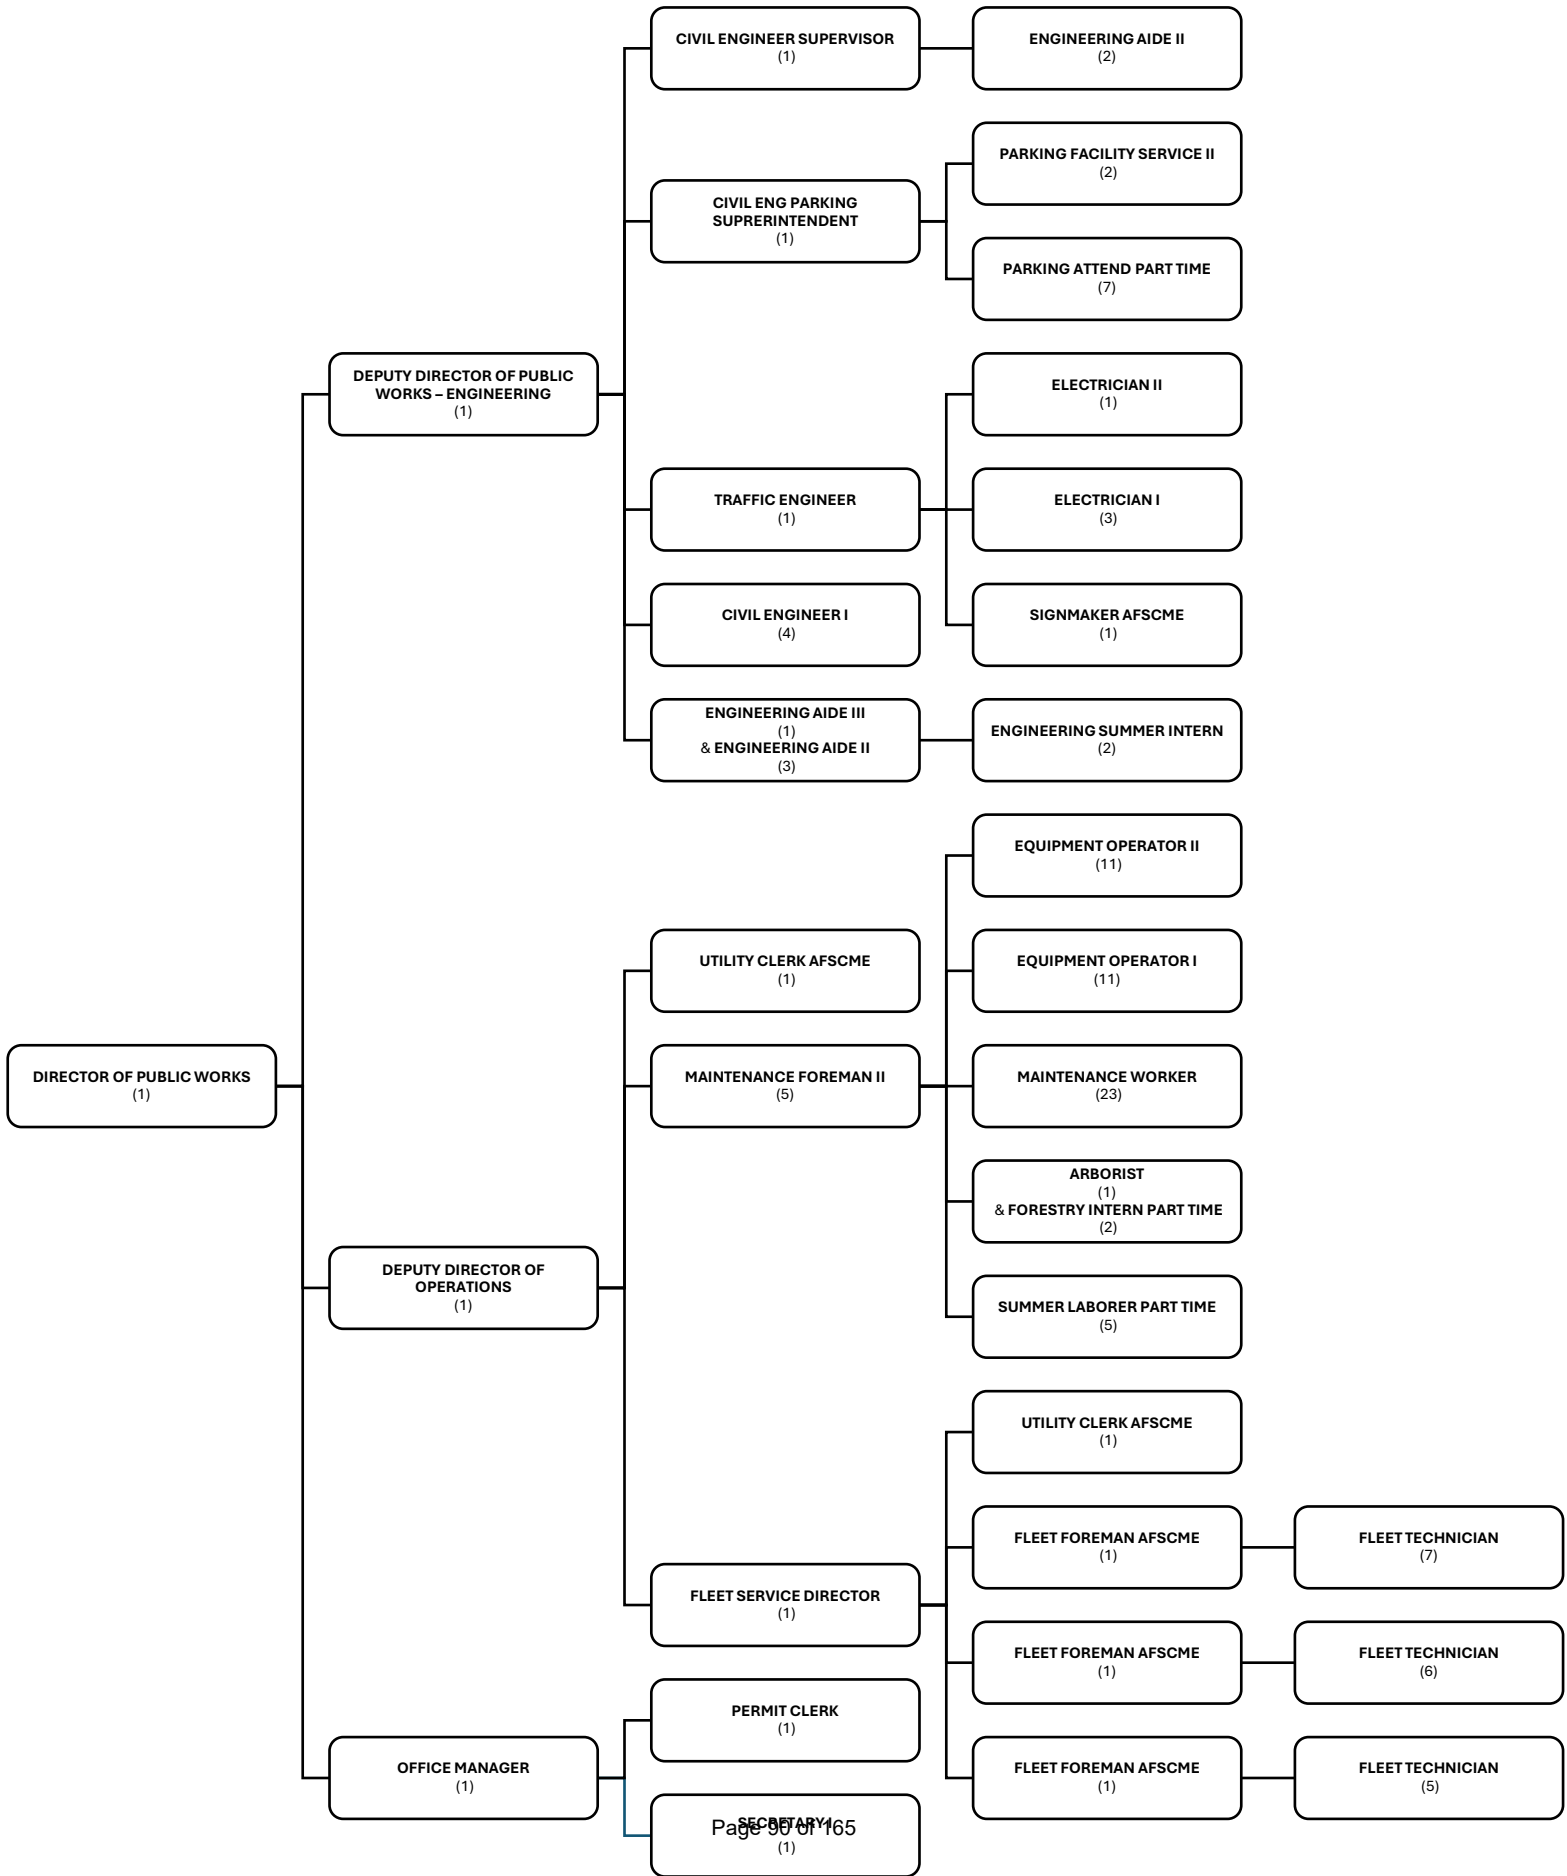 CIVIL ENGINEER SUPERVISOR
(1)
ENGINEERING AIDE II
(2)
PARKING FACILITY SERVICE II
(2)
CIVIL ENG PARKING
SUPRERINTENDENT
(1)
PARKING ATTEND PART TIME
(7)
DEPUTY DIRECTOR OF PUBLIC
WORKS – ENGINEERING
(1)
ELECTRICIAN II
(1)
TRAFFIC ENGINEER
(1)
ELECTRICIAN I
(3)
CIVIL ENGINEER I
(4)
SIGNMAKER AFSCME
(1)
ENGINEERING AIDE III
(1)
& ENGINEERING AIDE II
(3)
ENGINEERING SUMMER INTERN
(2)
EQUIPMENT OPERATOR II
(11)
UTILITY CLERK AFSCME
(1)
EQUIPMENT OPERATOR I
(11)
DIRECTOR OF PUBLIC WORKS
(1)
MAINTENANCE FOREMAN II
(5)
MAINTENANCE WORKER
(23)
ARBORIST
(1)
& FORESTRY INTERN PART TIME
(2)
DEPUTY DIRECTOR OF
OPERATIONS
(1)
SUMMER LABORER PART TIME
(5)
UTILITY CLERK AFSCME
(1)
FLEET FOREMAN AFSCME
(1)
FLEET TECHNICIAN
(7)
FLEET SERVICE DIRECTOR
(1)
FLEET FOREMAN AFSCME
(1)
FLEET TECHNICIAN
(6)
PERMIT CLERK
(1)
OFFICE MANAGER
(1)
FLEET FOREMAN AFSCME
(1)
FLEET TECHNICIAN
(5)
SECRETARY I
(1)
Page 90 of 165